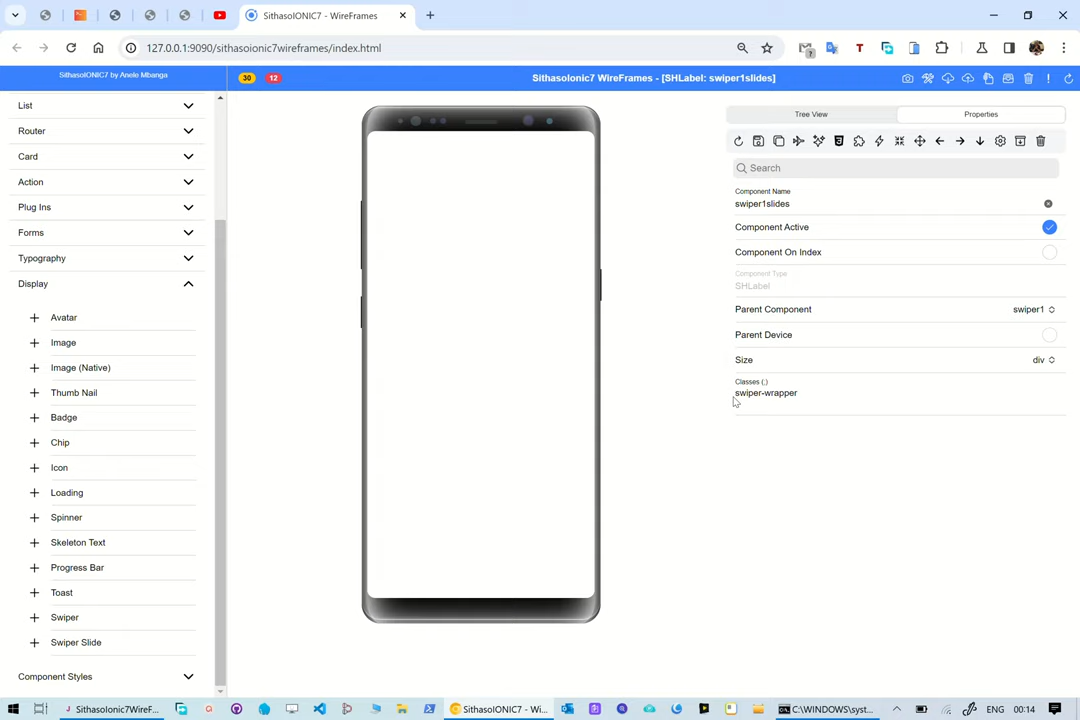 SithasoIONIC7 - WireFrames
127.0.0.1:9090/sithasoionic7wireframes/index.html
SithasoIONIC7 by Anele Mbanga
30
12
SithasoIonic7 WireFrames - [SHLabel: swiper1slides]
List
Router
Card
Action
Plug Ins
Forms
Typography
Display
Avatar
Image
Image (Native)
Thumb Nail
Badge
Chip
Icon
Loading
Spinner
Skeleton Text
Progress Bar
Toast
Swiper
Swiper Slide
Component Styles
Tree View
Properties
Search
Component Name
swiper1slides
Component Active
Component On Index
Component Type
SHLabel
Parent Component
swiper1
Parent Device
Size
div
Classes (,)
swiper-wrapper
SithasoIonic7WireF...
SithasoIONIC7 - Wi...
C:\WINDOWS\syst...
ENG
00:14